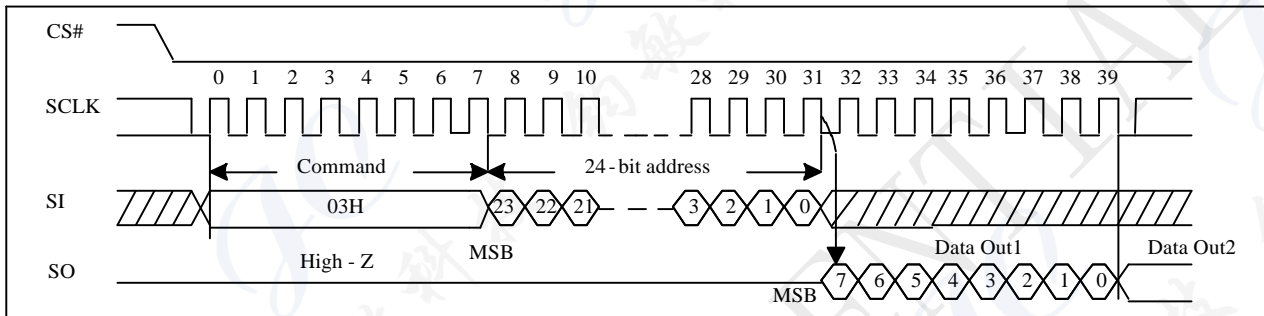 CS#
0 1 2 3 4 5 6 7 8 9 10 28 29 30 31 32 33 34 35 36 37 38 39
SCLK
Command 24-bit address
SI 03H 23 22 21 3 2 1 0
High - Z MSB Data Out1 Data Out2
SO MSB 7 6 5 4 3 2 1 0
ENTIAL